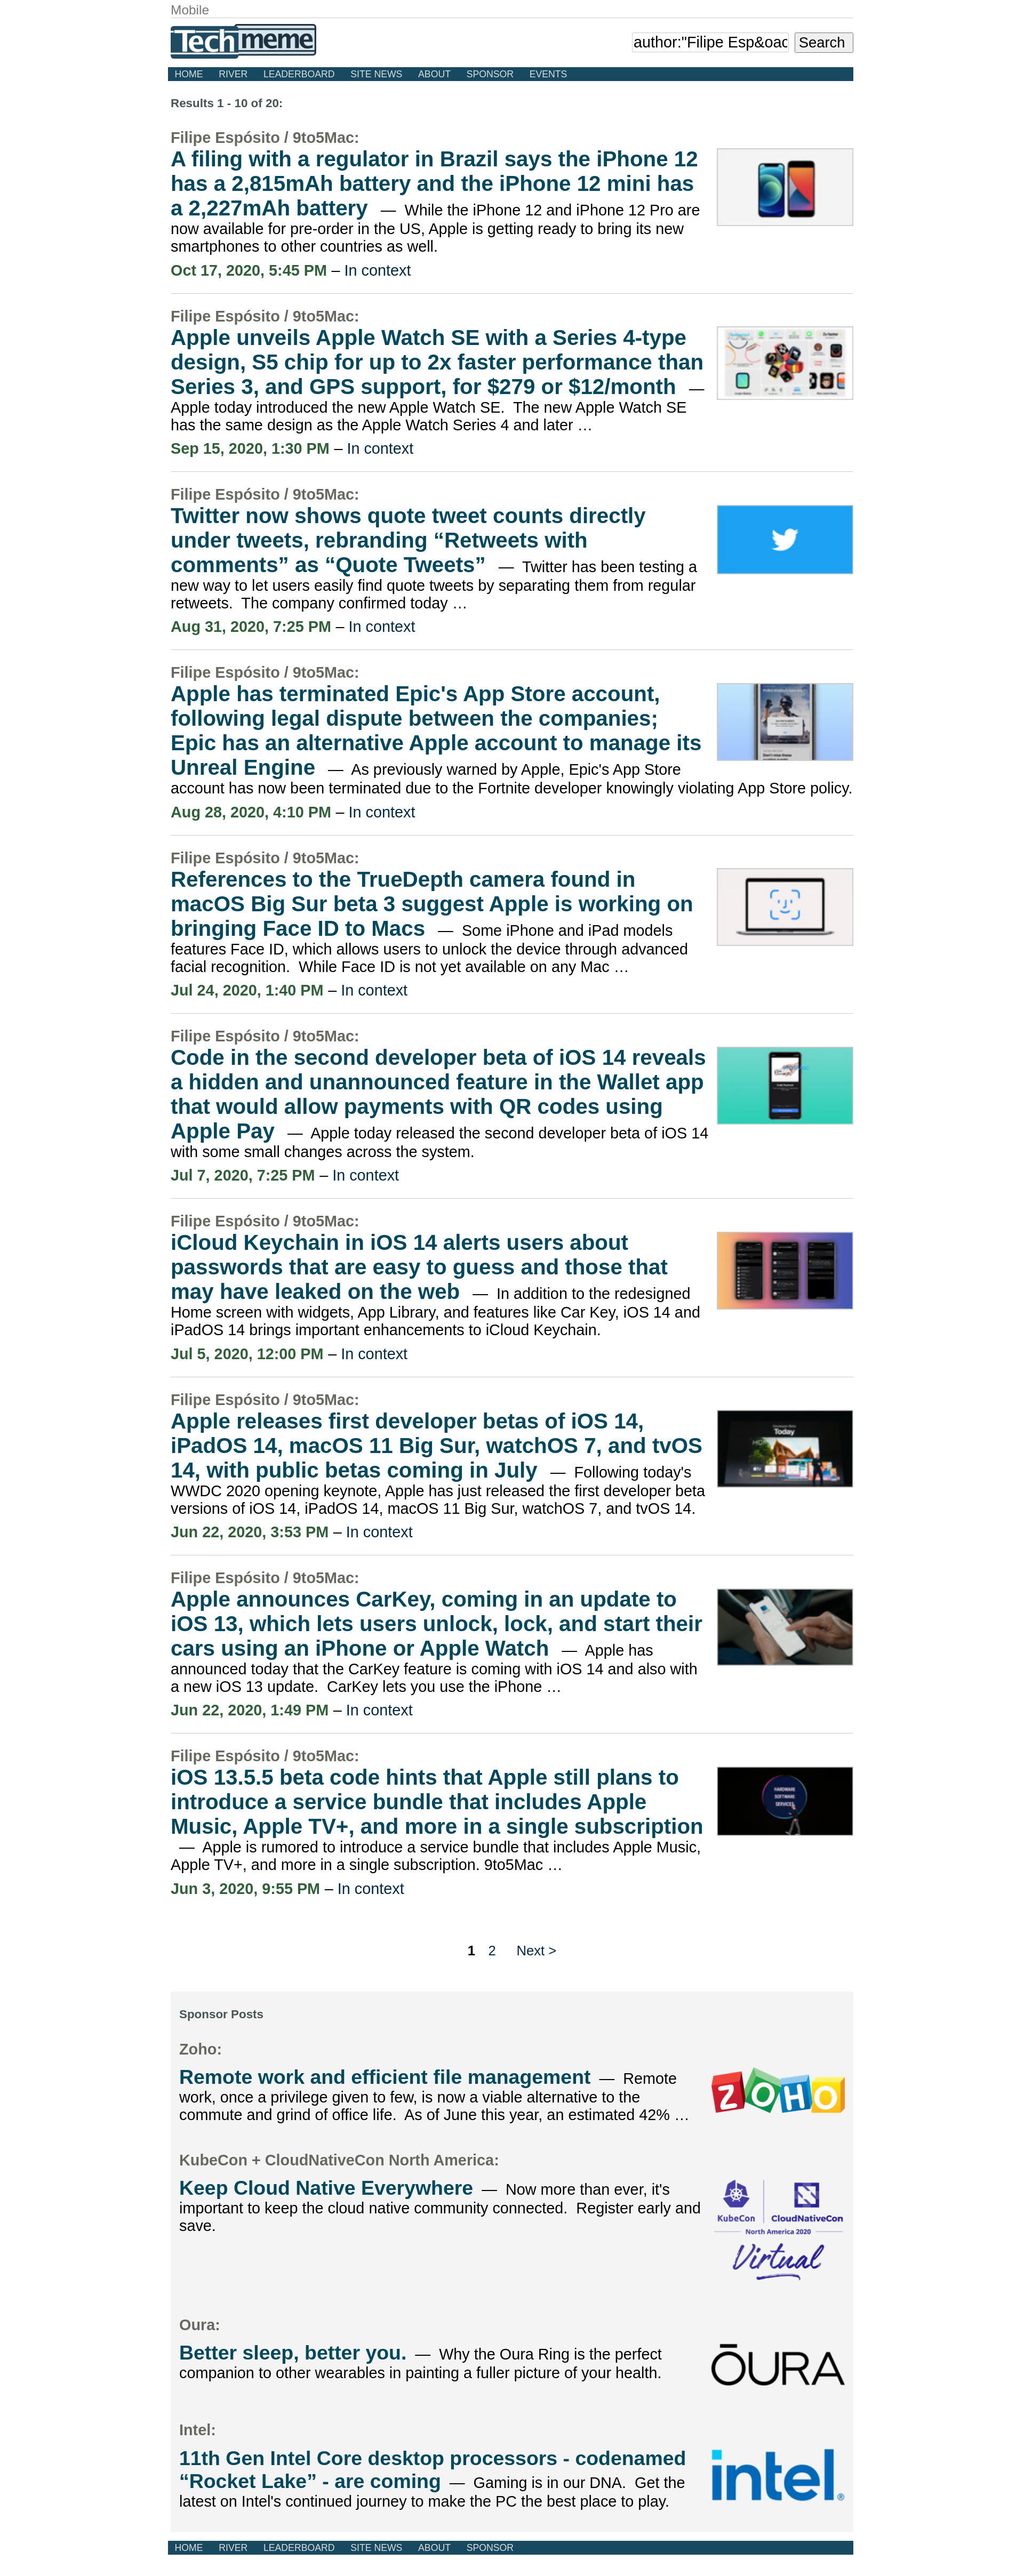 Mobile
Techmeme
author:"Filipe Esp&oac
Search
HOME RIVER LEADERBOARD SITE NEWS ABOUT SPONSOR EVENTS
Results 1 - 10 of 20:
Filipe Espósito / 9to5Mac:
A filing with a regulator in Brazil says the iPhone 12
has a 2,815mAh battery and the iPhone 12 mini has
a 2,227mAh battery — While the iPhone 12 and iPhone 12 Pro are
now available for pre-order in the US, Apple is getting ready to bring its new
smartphones to other countries as well.
Oct 17, 2020, 5:45 PM – In context
Filipe Espósito / 9to5Mac:
Apple unveils Apple Watch SE with a Series 4-type
design, S5 chip for up to 2x faster performance than
Series 3, and GPS support, for $279 or $12/month —
Apple today introduced the new Apple Watch SE. The new Apple Watch SE
has the same design as the Apple Watch Series 4 and later …
Sep 15, 2020, 1:30 PM – In context
Filipe Espósito / 9to5Mac:
Twitter now shows quote tweet counts directly
under tweets, rebranding “Retweets with
comments” as “Quote Tweets” — Twitter has been testing a
new way to let users easily find quote tweets by separating them from regular
retweets. The company confirmed today …
Aug 31, 2020, 7:25 PM – In context
Filipe Espósito / 9to5Mac:
Apple has terminated Epic's App Store account,
following legal dispute between the companies;
Epic has an alternative Apple account to manage its
Unreal Engine — As previously warned by Apple, Epic's App Store
account has now been terminated due to the Fortnite developer knowingly violating App Store policy.
Aug 28, 2020, 4:10 PM – In context
Filipe Espósito / 9to5Mac:
References to the TrueDepth camera found in
macOS Big Sur beta 3 suggest Apple is working on
bringing Face ID to Macs — Some iPhone and iPad models
features Face ID, which allows users to unlock the device through advanced
facial recognition. While Face ID is not yet available on any Mac …
Jul 24, 2020, 1:40 PM – In context
Filipe Espósito / 9to5Mac:
Code in the second developer beta of iOS 14 reveals
a hidden and unannounced feature in the Wallet app
that would allow payments with QR codes using
Apple Pay — Apple today released the second developer beta of iOS 14
with some small changes across the system.
Jul 7, 2020, 7:25 PM – In context
Filipe Espósito / 9to5Mac:
iCloud Keychain in iOS 14 alerts users about
passwords that are easy to guess and those that
may have leaked on the web — In addition to the redesigned
Home screen with widgets, App Library, and features like Car Key, iOS 14 and
iPadOS 14 brings important enhancements to iCloud Keychain.
Jul 5, 2020, 12:00 PM – In context
Filipe Espósito / 9to5Mac:
Apple releases first developer betas of iOS 14,
iPadOS 14, macOS 11 Big Sur, watchOS 7, and tvOS
14, with public betas coming in July — Following today's
WWDC 2020 opening keynote, Apple has just released the first developer beta
versions of iOS 14, iPadOS 14, macOS 11 Big Sur, watchOS 7, and tvOS 14.
Today
Jun 22, 2020, 3:53 PM – In context
Filipe Espósito / 9to5Mac:
Apple announces CarKey, coming in an update to
iOS 13, which lets users unlock, lock, and start their
cars using an iPhone or Apple Watch — Apple has
announced today that the CarKey feature is coming with iOS 14 and also with
a new iOS 13 update. CarKey lets you use the iPhone …
Jun 22, 2020, 1:49 PM – In context
Filipe Espósito / 9to5Mac:
iOS 13.5.5 beta code hints that Apple still plans to
introduce a service bundle that includes Apple
Music, Apple TV+, and more in a single subscription
— Apple is rumored to introduce a service bundle that includes Apple Music,
Apple TV+, and more in a single subscription. 9to5Mac …
HARDWARE
SOFTWARE
SERVICES
Jun 3, 2020, 9:55 PM – In context
1 2 Next >
Sponsor Posts
Zoho:
Remote work and efficient file management — Remote
work, once a privilege given to few, is now a viable alternative to the
commute and grind of office life. As of June this year, an estimated 42% …
ZOHO
KubeCon + CloudNativeCon North America:
Keep Cloud Native Everywhere — Now more than ever, it's
important to keep the cloud native community connected. Register early and
save.
KubeCon CloudNativeCon
North America 2020
Virtual
Oura:
Better sleep, better you. — Why the Oura Ring is the perfect
companion to other wearables in painting a fuller picture of your health.
ŌURA
Intel:
11th Gen Intel Core desktop processors - codenamed
“Rocket Lake” - are coming — Gaming is in our DNA. Get the
latest on Intel's continued journey to make the PC the best place to play.
intel®
HOME RIVER LEADERBOARD SITE NEWS ABOUT SPONSOR